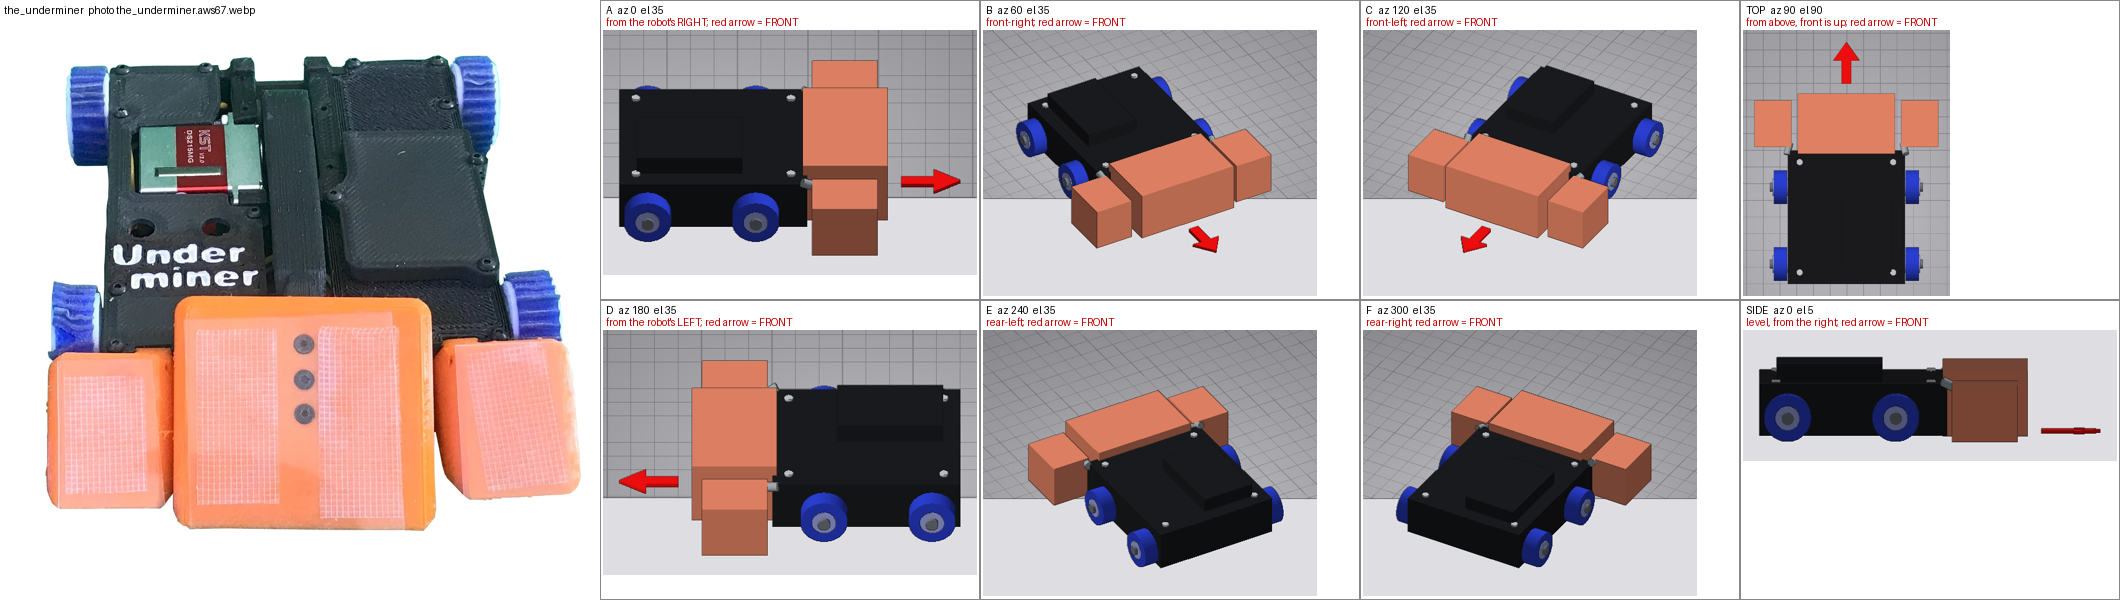 the_underminer photo the_underminer.aws67.webp
KST V3.0
DS215MG
Under
miner
A az 0 el 35
from the robot's RIGHT; red arrow = FRONT
B az 60 el 35
front-right; red arrow = FRONT
C az 120 el 35
front-left; red arrow = FRONT
TOP az 90 el 90
from above, front is up; red arrow = FRONT
D az 180 el 35
from the robot's LEFT; red arrow = FRONT
E az 240 el 35
rear-left; red arrow = FRONT
F az 300 el 35
rear-right; red arrow = FRONT
SIDE az 0 el 5
level, from the right; red arrow = FRONT